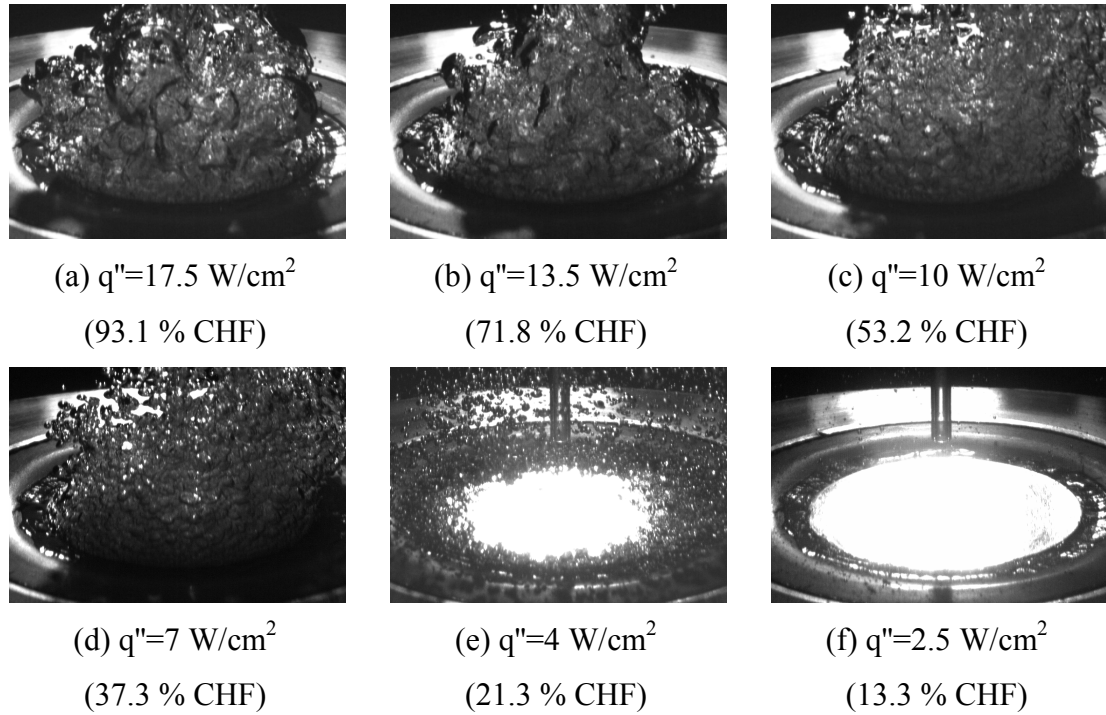 (a) q"=17.5 W/cm²
(93.1 % CHF)
(b) q"=13.5 W/cm²
(71.8 % CHF)
(c) q"=10 W/cm²
(53.2 % CHF)
(d) q"=7 W/cm²
(37.3 % CHF)
(e) q"=4 W/cm²
(21.3 % CHF)
(f) q"=2.5 W/cm²
(13.3 % CHF)